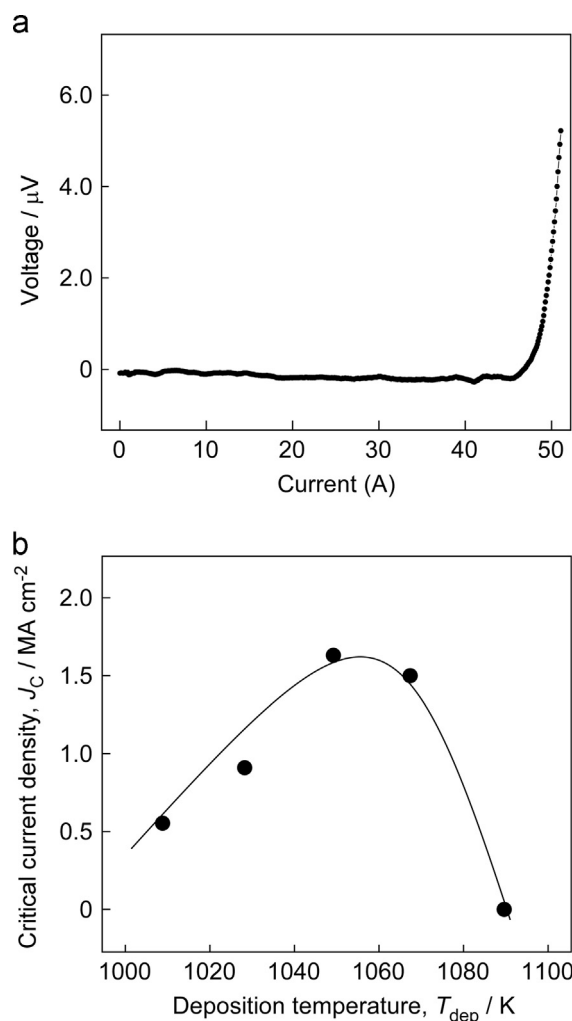 a
6.0
4.0
2.0
0
Voltage / μV
0 10 20 30 40 50
Current (A)
b
2.0
1.5
1.0
0.5
0
Critical current density, J_C / MA cm⁻²
1000 1020 1040 1060 1080 1100
Deposition temperature, T_dep / K